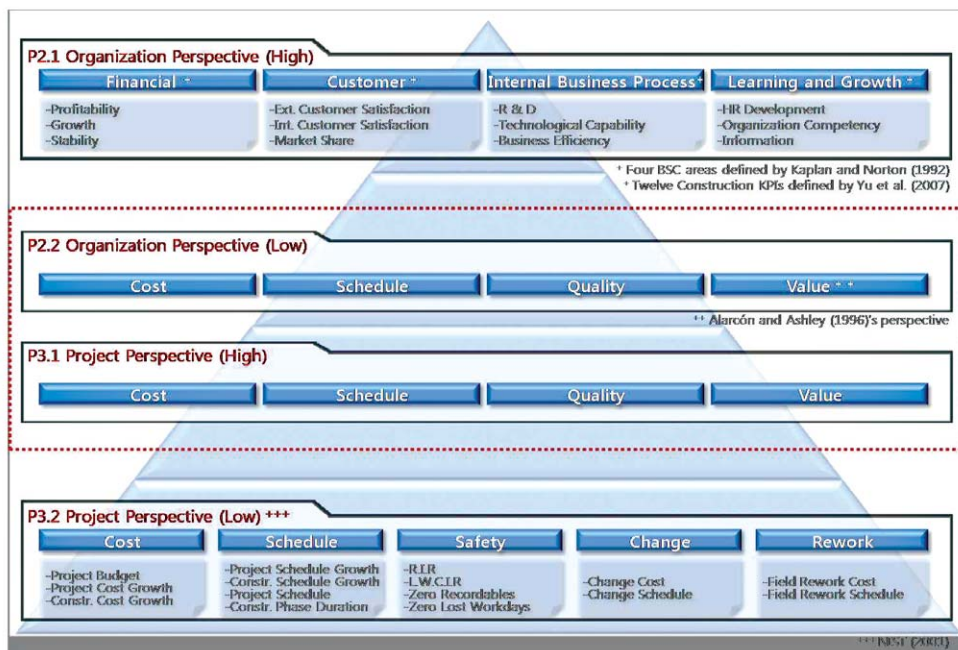 P2.1 Organization Perspective (High)
Financial +
Customer +
Internal Business Process+
Learning and Growth +
-Profitability
-Growth
-Stability
-Ext. Customer Satisfaction
-Int. Customer Satisfaction
-Market Share
-R & D
-Technological Capability
-Business Efficiency
-HR Development
-Organization Competency
-Information
+ Four BSC areas defined by Kaplan and Norton (1992)
+ Twelve Construction KPIs defined by Yu et al. (2007)
P2.2 Organization Perspective (Low)
Cost
Schedule
Quality
Value + +
++ Alarcón and Ashley (1996)'s perspective
P3.1 Project Perspective (High)
Cost
Schedule
Quality
Value
P3.2 Project Perspective (Low) +++
Cost
Schedule
Safety
Change
Rework
-Project Budget
-Project Cost Growth
-Constr. Cost Growth
-Project Schedule Growth
-Constr. Schedule Growth
-Project Schedule
-Constr. Phase Duration
-R.I.R
-L.W.C.I.R
-Zero Recordables
-Zero Lost Workdays
-Change Cost
-Change Schedule
-Field Rework Cost
-Field Rework Schedule
+++ NIST